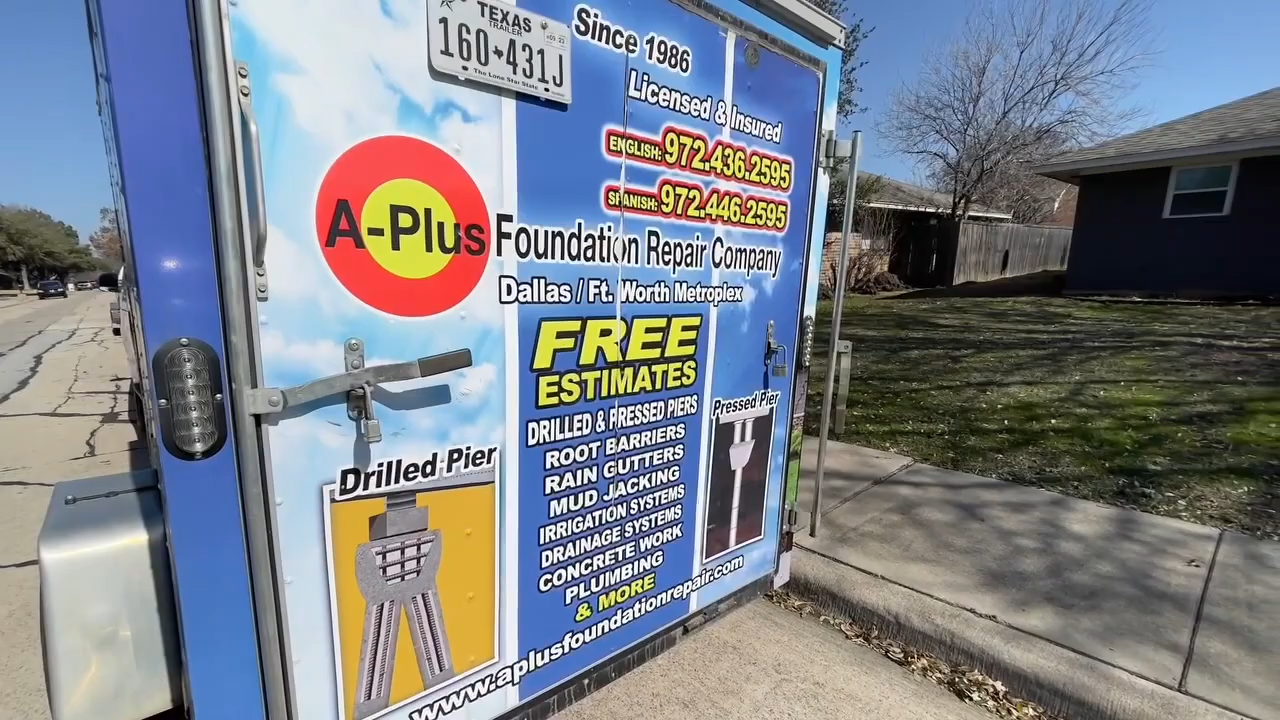 TEXAS
TRAILER
160 431J
The Lone Star State
Since 1986
Licensed & Insured
ENGLISH: 972.436.2595
SPANISH: 972.446.2595
A-Plus Foundation Repair Company
Dallas / Ft. Worth Metroplex
FREE
ESTIMATES
DRILLED & PRESSED PIERS
ROOT BARRIERS
RAIN GUTTERS
MUD JACKING
IRRIGATION SYSTEMS
DRAINAGE SYSTEMS
CONCRETE WORK
PLUMBING
& MORE
Drilled Pier
Pressed Pier
www.aplusfoundationrepair.com